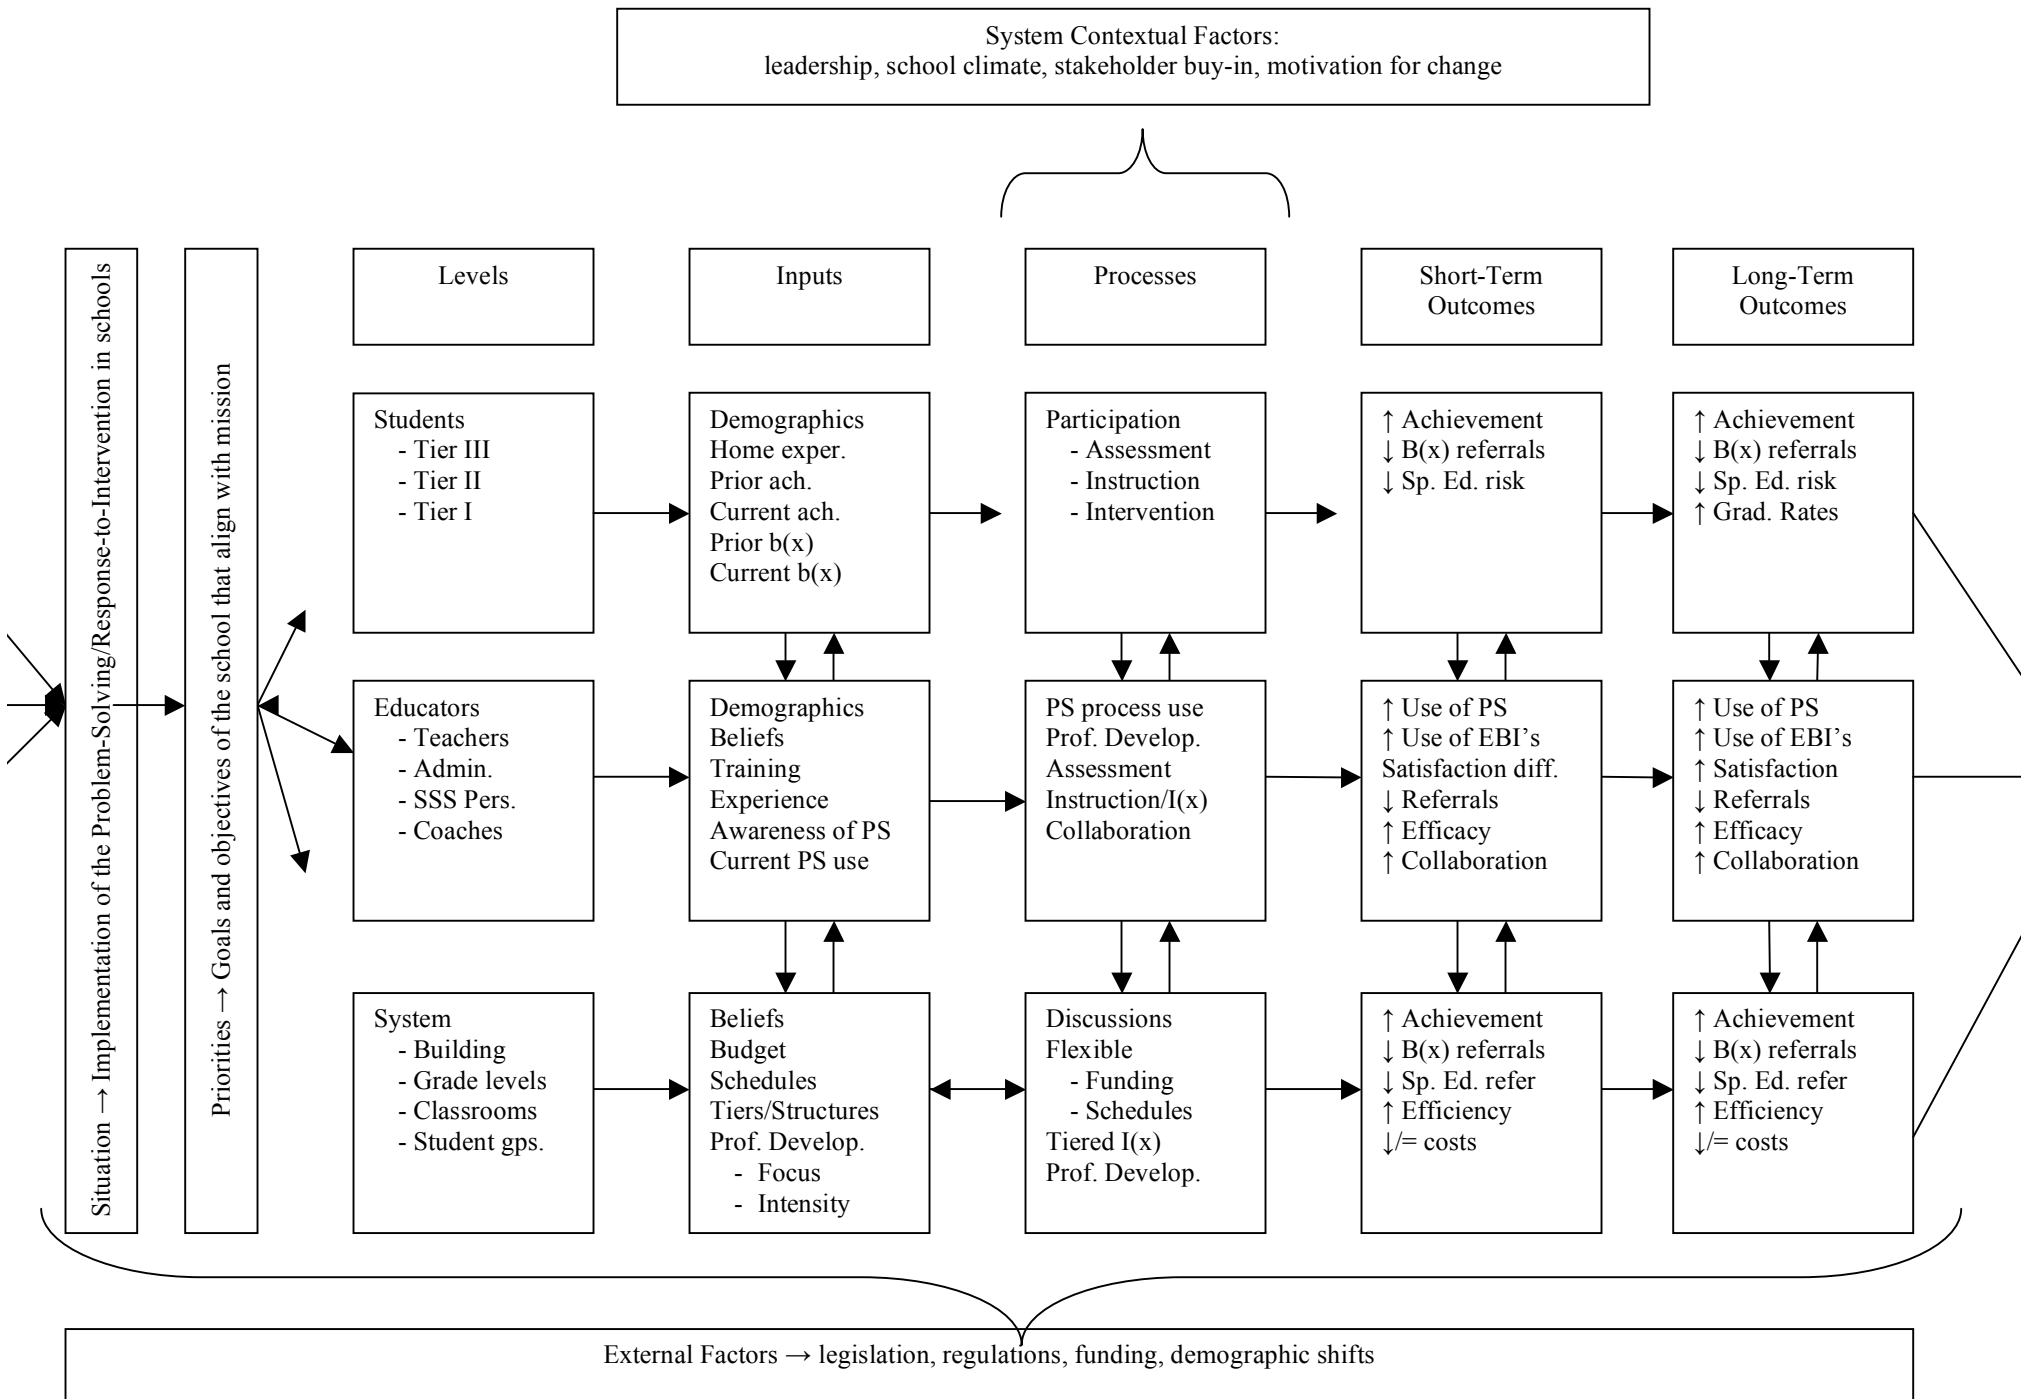 System Contextual Factors:
leadership, school climate, stakeholder buy-in, motivation for change
Situation → Implementation of the Problem-Solving/Response-to-Intervention in schools
Priorities → Goals and objectives of the school that align with mission
Levels
Inputs
Processes
Short-Term
Outcomes
Long-Term
Outcomes
Students
- Tier III
- Tier II
- Tier I
Demographics
Home exper.
Prior ach.
Current ach.
Prior b(x)
Current b(x)
Participation
- Assessment
- Instruction
- Intervention
↑ Achievement
↓ B(x) referrals
↓ Sp. Ed. risk
↑ Achievement
↓ B(x) referrals
↓ Sp. Ed. risk
↑ Grad. Rates
Educators
- Teachers
- Admin.
- SSS Pers.
- Coaches
Demographics
Beliefs
Training
Experience
Awareness of PS
Current PS use
PS process use
Prof. Develop.
Assessment
Instruction/I(x)
Collaboration
↑ Use of PS
↑ Use of EBI’s
Satisfaction diff.
↓ Referrals
↑ Efficacy
↑ Collaboration
↑ Use of PS
↑ Use of EBI’s
↑ Satisfaction
↓ Referrals
↑ Efficacy
↑ Collaboration
System
- Building
- Grade levels
- Classrooms
- Student gps.
Beliefs
Budget
Schedules
Tiers/Structures
Prof. Develop.
- Focus
- Intensity
Discussions
Flexible
- Funding
- Schedules
Tiered I(x)
Prof. Develop.
↑ Achievement
↓ B(x) referrals
↓ Sp. Ed. refer
↑ Efficiency
↓/= costs
↑ Achievement
↓ B(x) referrals
↓ Sp. Ed. refer
↑ Efficiency
↓/= costs
External Factors → legislation, regulations, funding, demographic shifts